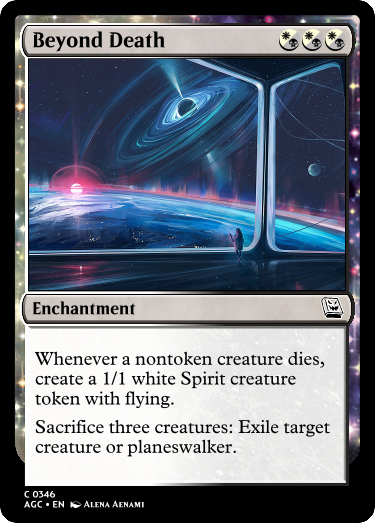 Beyond Death
Enchantment
Whenever a nontoken creature dies,
create a 1/1 white Spirit creature
token with flying.
Sacrifice three creatures: Exile target
creature or planeswalker.
C 0346
AGC • EN Alena Aenami